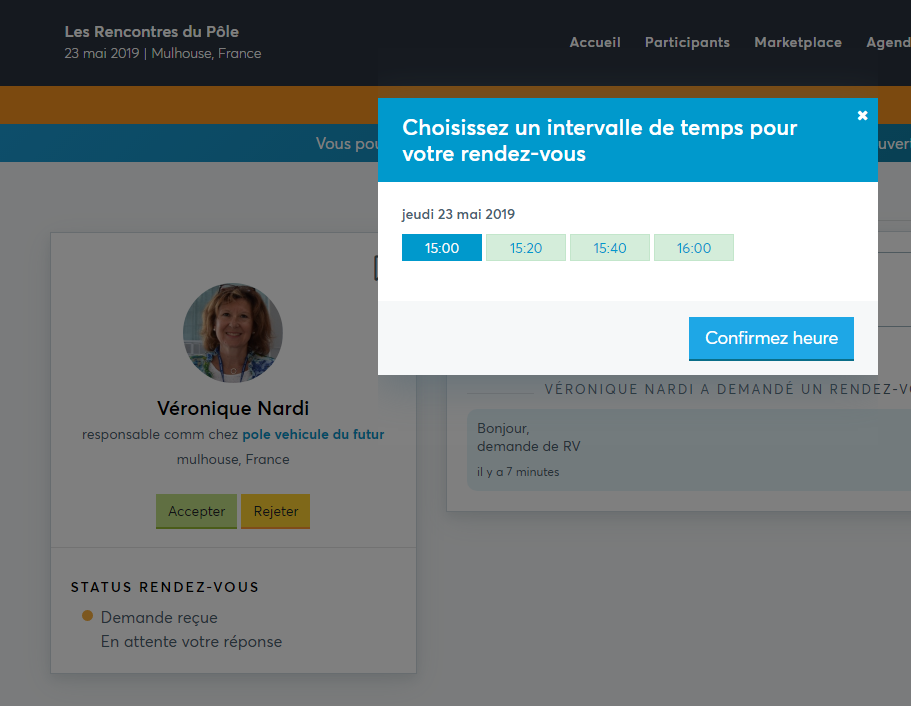 Les Rencontres du Pôle
23 mai 2019 | Mulhouse, France
Accueil Participants Marketplace Agend
Vous pou
uver
Choisissez un intervalle de temps pour
votre rendez-vous
jeudi 23 mai 2019
15:00 15:20 15:40 16:00
Confirmez heure
Véronique Nardi
responsable comm chez pole vehicule du futur
mulhouse, France
Accepter Rejeter
STATUS RENDEZ-VOUS
Demande reçue
En attente votre réponse
VÉRONIQUE NARDI A DEMANDÉ UN RENDEZ-VO
Bonjour,
demande de RV
il y a 7 minutes